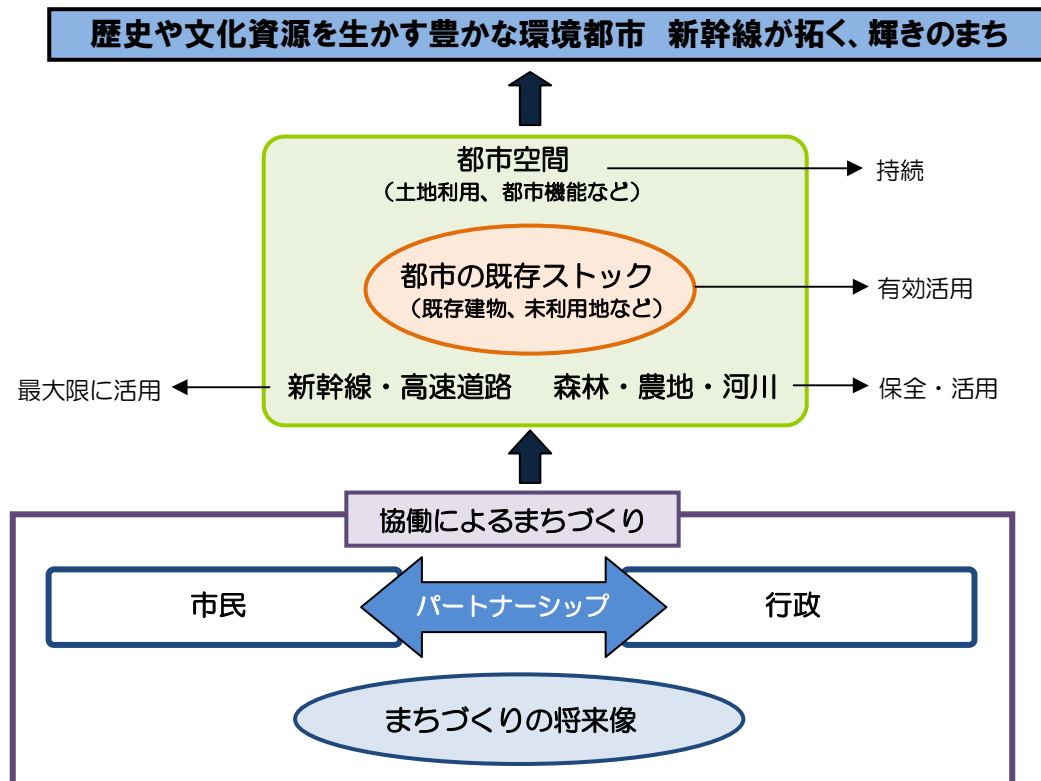 歴史や文化資源を生かす豊かな環境都市　新幹線が拓く、輝きのまち
都市空間
（土地利用、都市機能など）
持続
都市の既存ストック
（既存建物、未利用地など）
有効活用
最大限に活用
新幹線・高速道路　森林・農地・河川
保全・活用
協働によるまちづくり
市民
パートナーシップ
行政
まちづくりの将来像